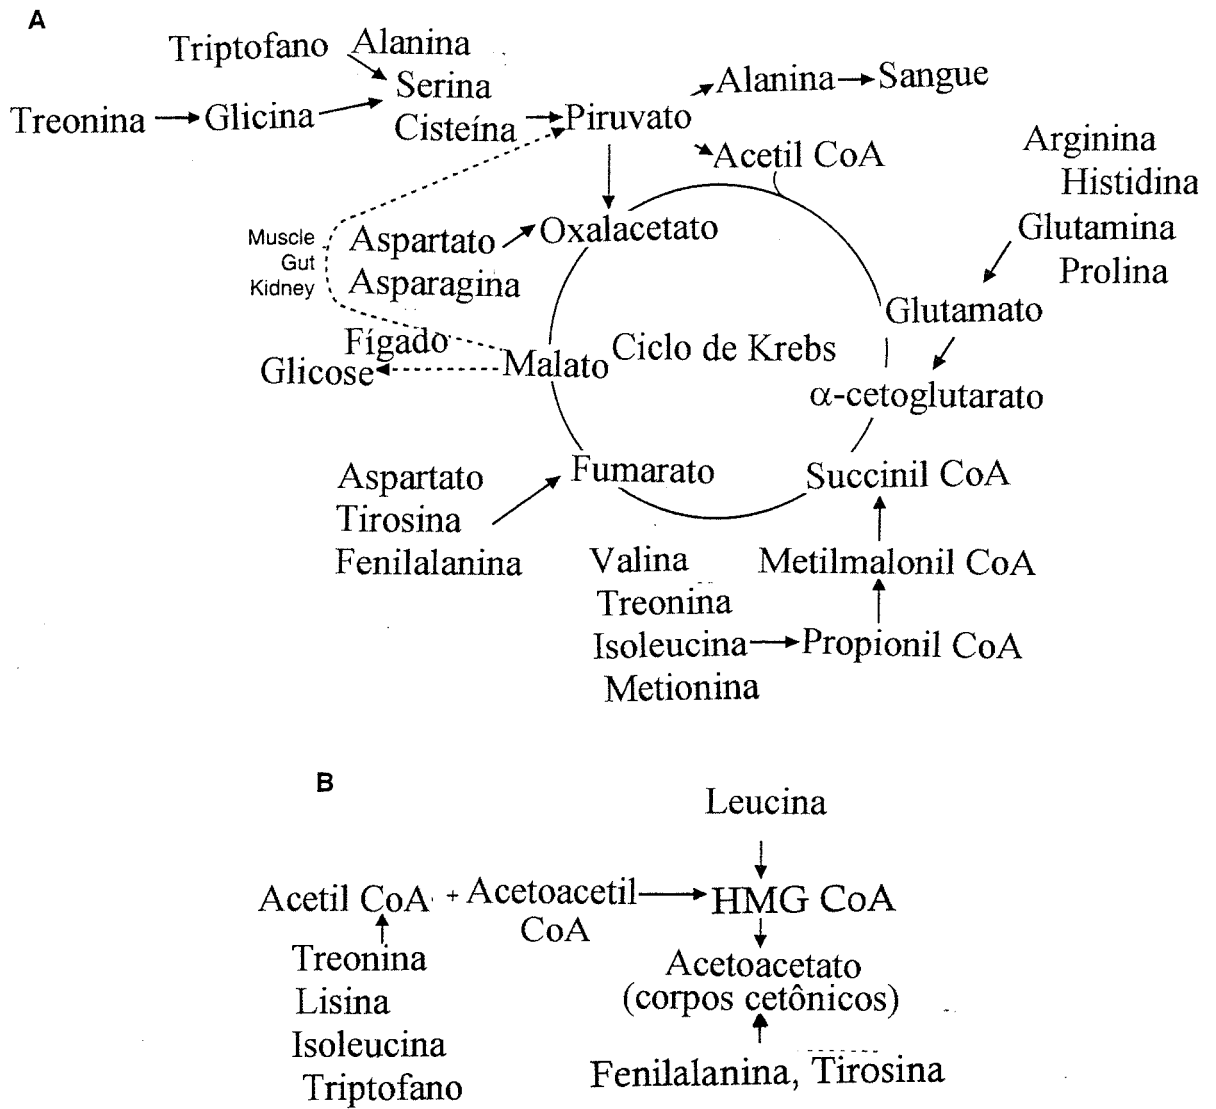 A
Triptofano Alanina
Serina
Treonina Glicina
Cisteína
Piruvato
Alanina Sangue
Acetil CoA
Arginina
Histidina
Glutamina
Prolina
Muscle
Gut
Kidney
Aspartato
Asparagina
Oxalacetato
Glutamato
Fígado
Glicose
Malato
Ciclo de Krebs
α-cetoglutarato
Aspartato
Tirosina
Fenilalanina
Fumarato
Succinil CoA
Valina
Treonina
Isoleucina
Metionina
Metilmalonil CoA
Propionil CoA
B
Leucina
Acetil CoA + Acetoacetil
CoA
HMG CoA
Treonina
Lisina
Isoleucina
Triptofano
Acetoacetato
(corpos cetônicos)
Fenilalanina, Tirosina